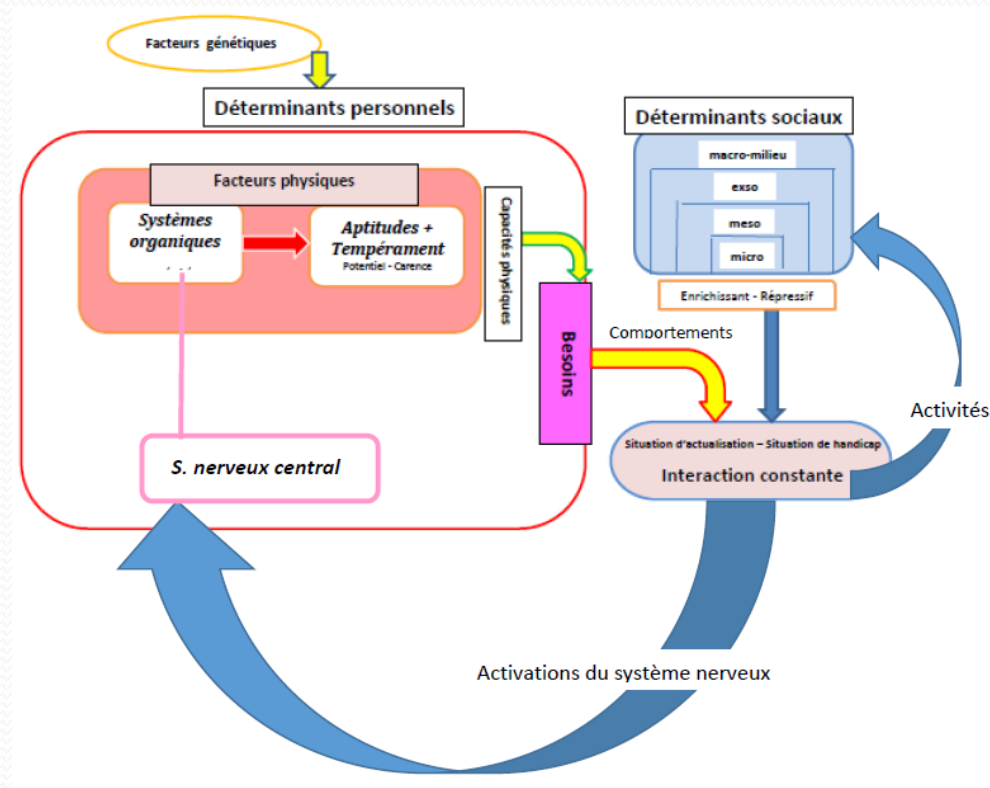 Facteurs génétiques
Déterminants personnels
Déterminants sociaux
macro-milieu
exso
meso
micro
Enrichissant - Répressif
Facteurs physiques
Systèmes
organiques
Aptitudes +
Tempérament
Potentiel - Carence
Capacités physiques
Besoins
Comportements
Activités
Situation d'actualisation – Situation de handicap
Interaction constante
S. nerveux central
Activations du système nerveux